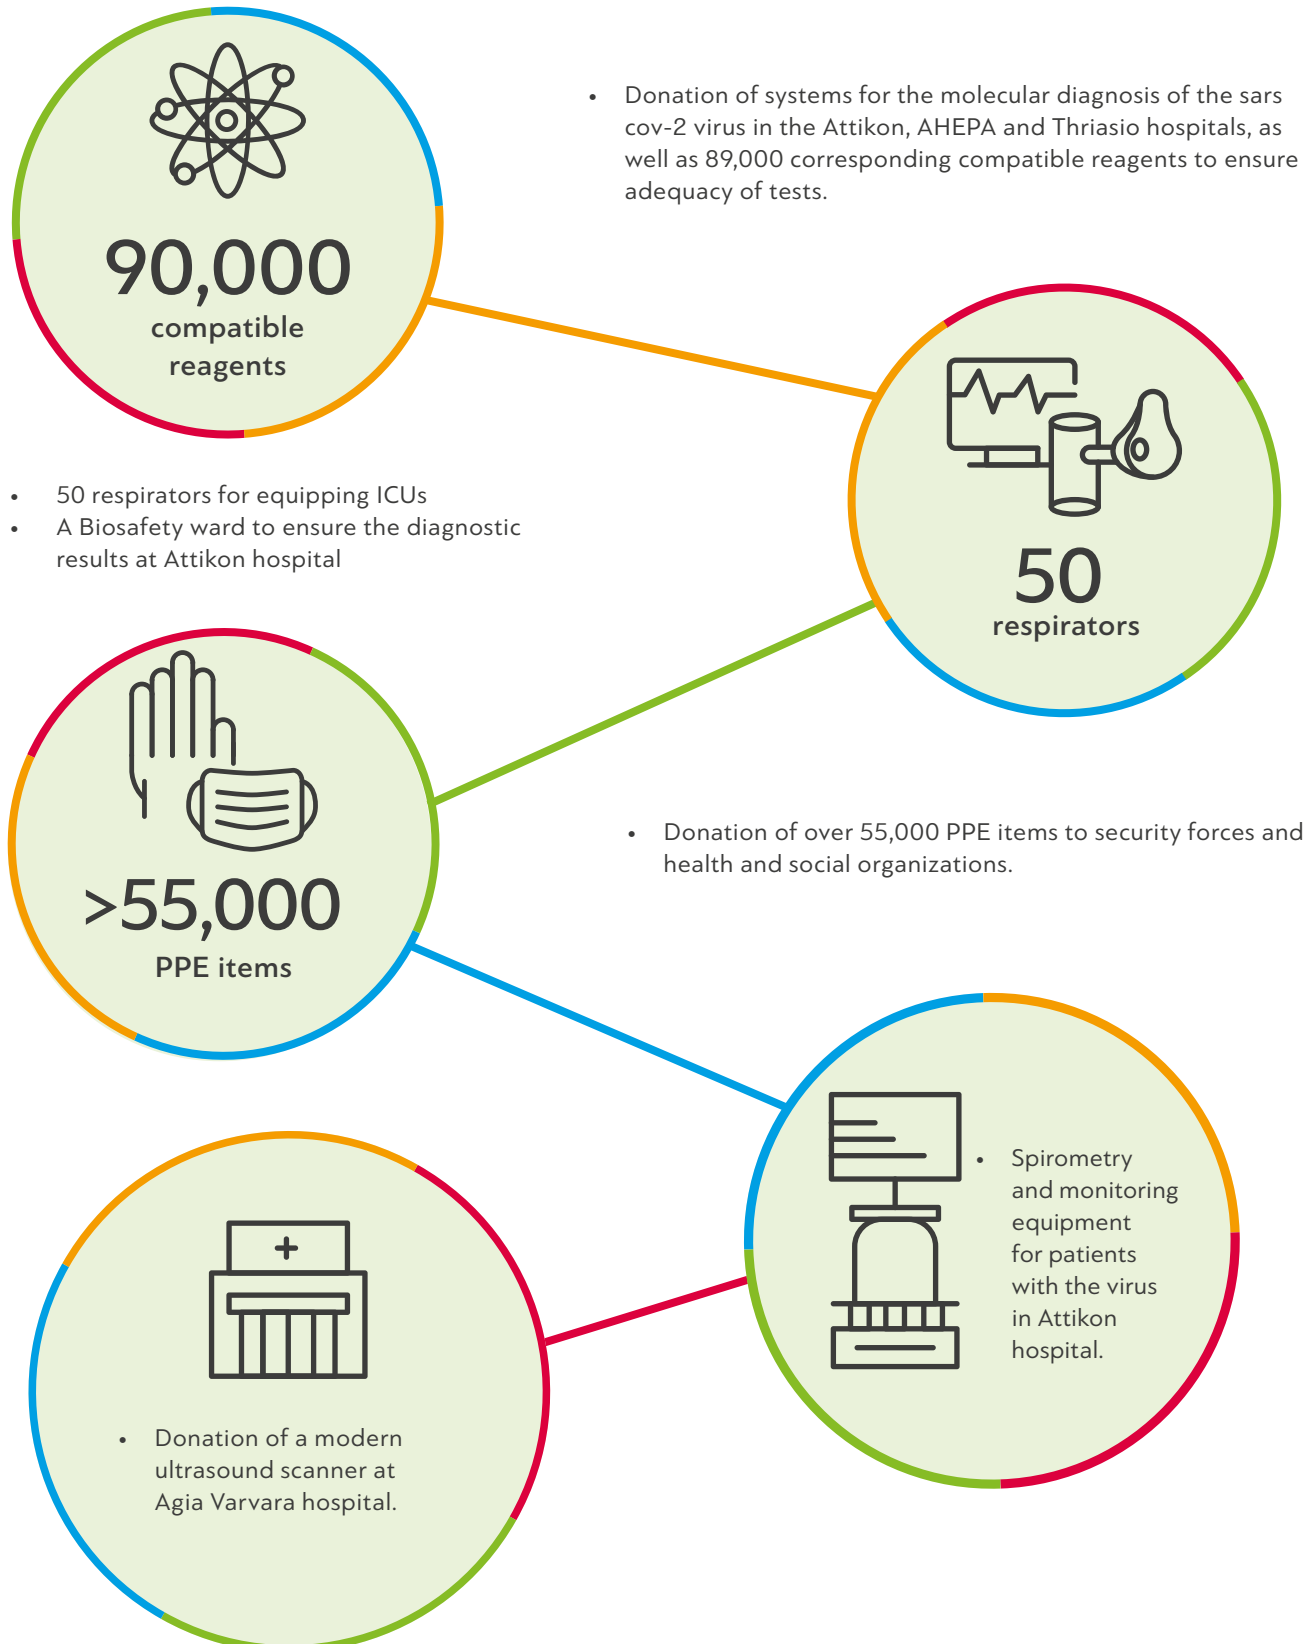 90,000
compatible
reagents
• Donation of systems for the molecular diagnosis of the sars
cov-2 virus in the Attikon, AHEPA and Thriasio hospitals, as
well as 89,000 corresponding compatible reagents to ensure
adequacy of tests.
50
respirators
• 50 respirators for equipping ICUs
• A Biosafety ward to ensure the diagnostic
results at Attikon hospital
>55,000
PPE items
• Donation of over 55,000 PPE items to security forces and
health and social organizations.
• Spirometry
and monitoring
equipment
for patients
with the virus
in Attikon
hospital.
• Donation of a modern
ultrasound scanner at
Agia Varvara hospital.